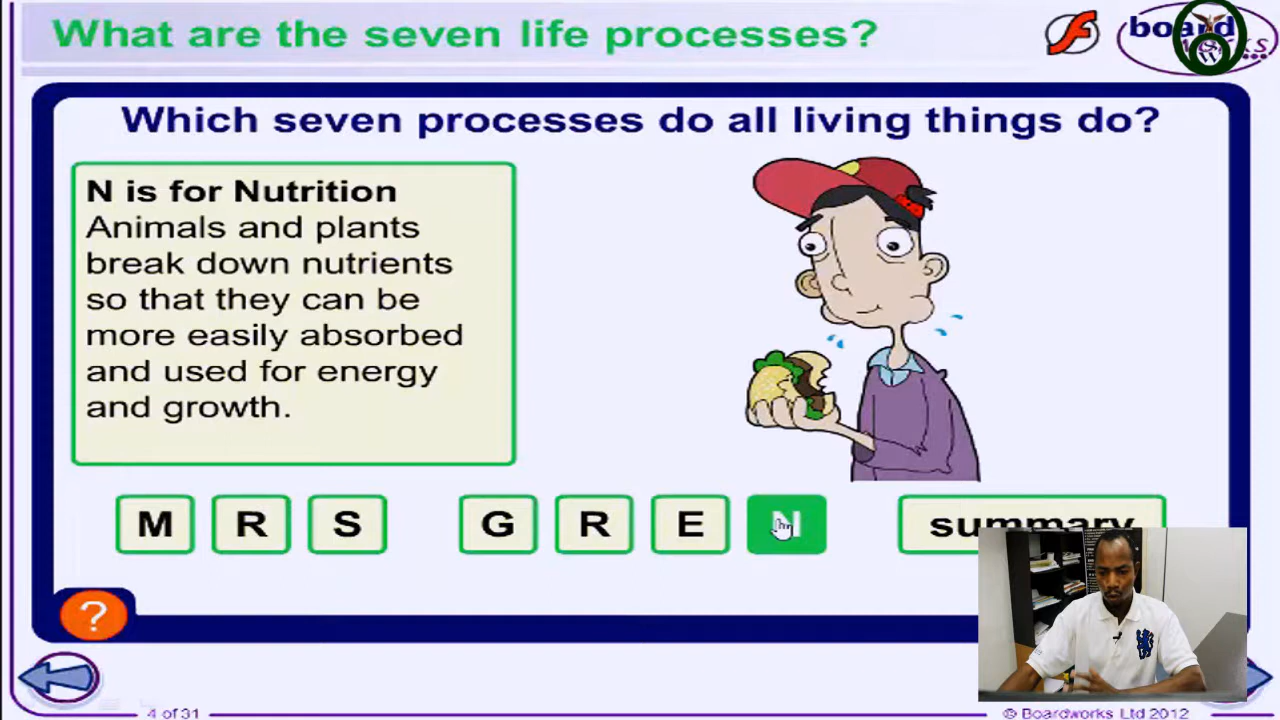 What are the seven life processes?
board
Which seven processes do all living things do?
N is for Nutrition
Animals and plants
break down nutrients
so that they can be
more easily absorbed
and used for energy
and growth.
M R S G R E N
summary
?
4 of 31
© Boardworks Ltd 2012